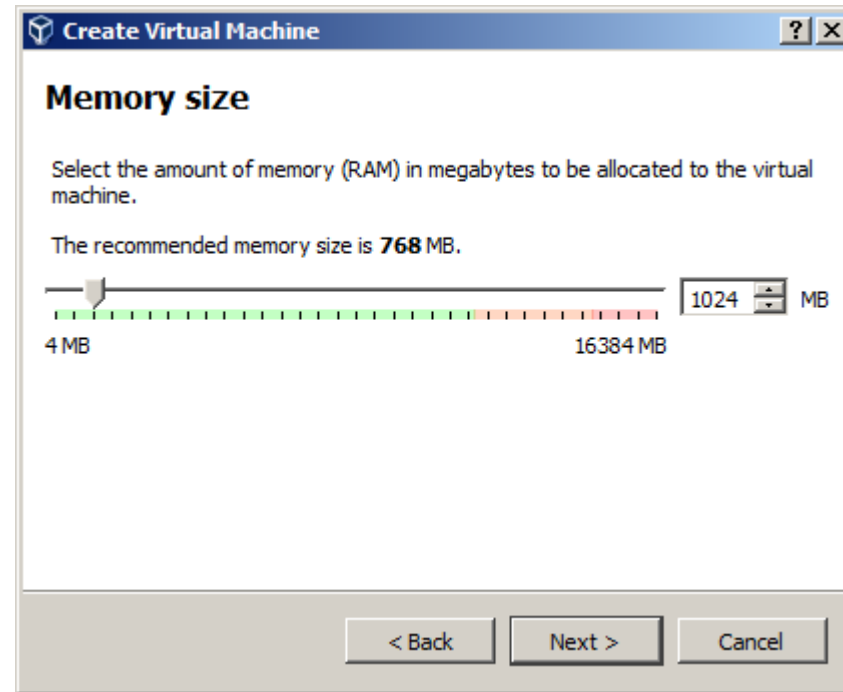 Create Virtual Machine
Memory size
Select the amount of memory (RAM) in megabytes to be allocated to the virtual
machine.
The recommended memory size is 768 MB.
1024 MB
4 MB 16384 MB
< Back Next > Cancel